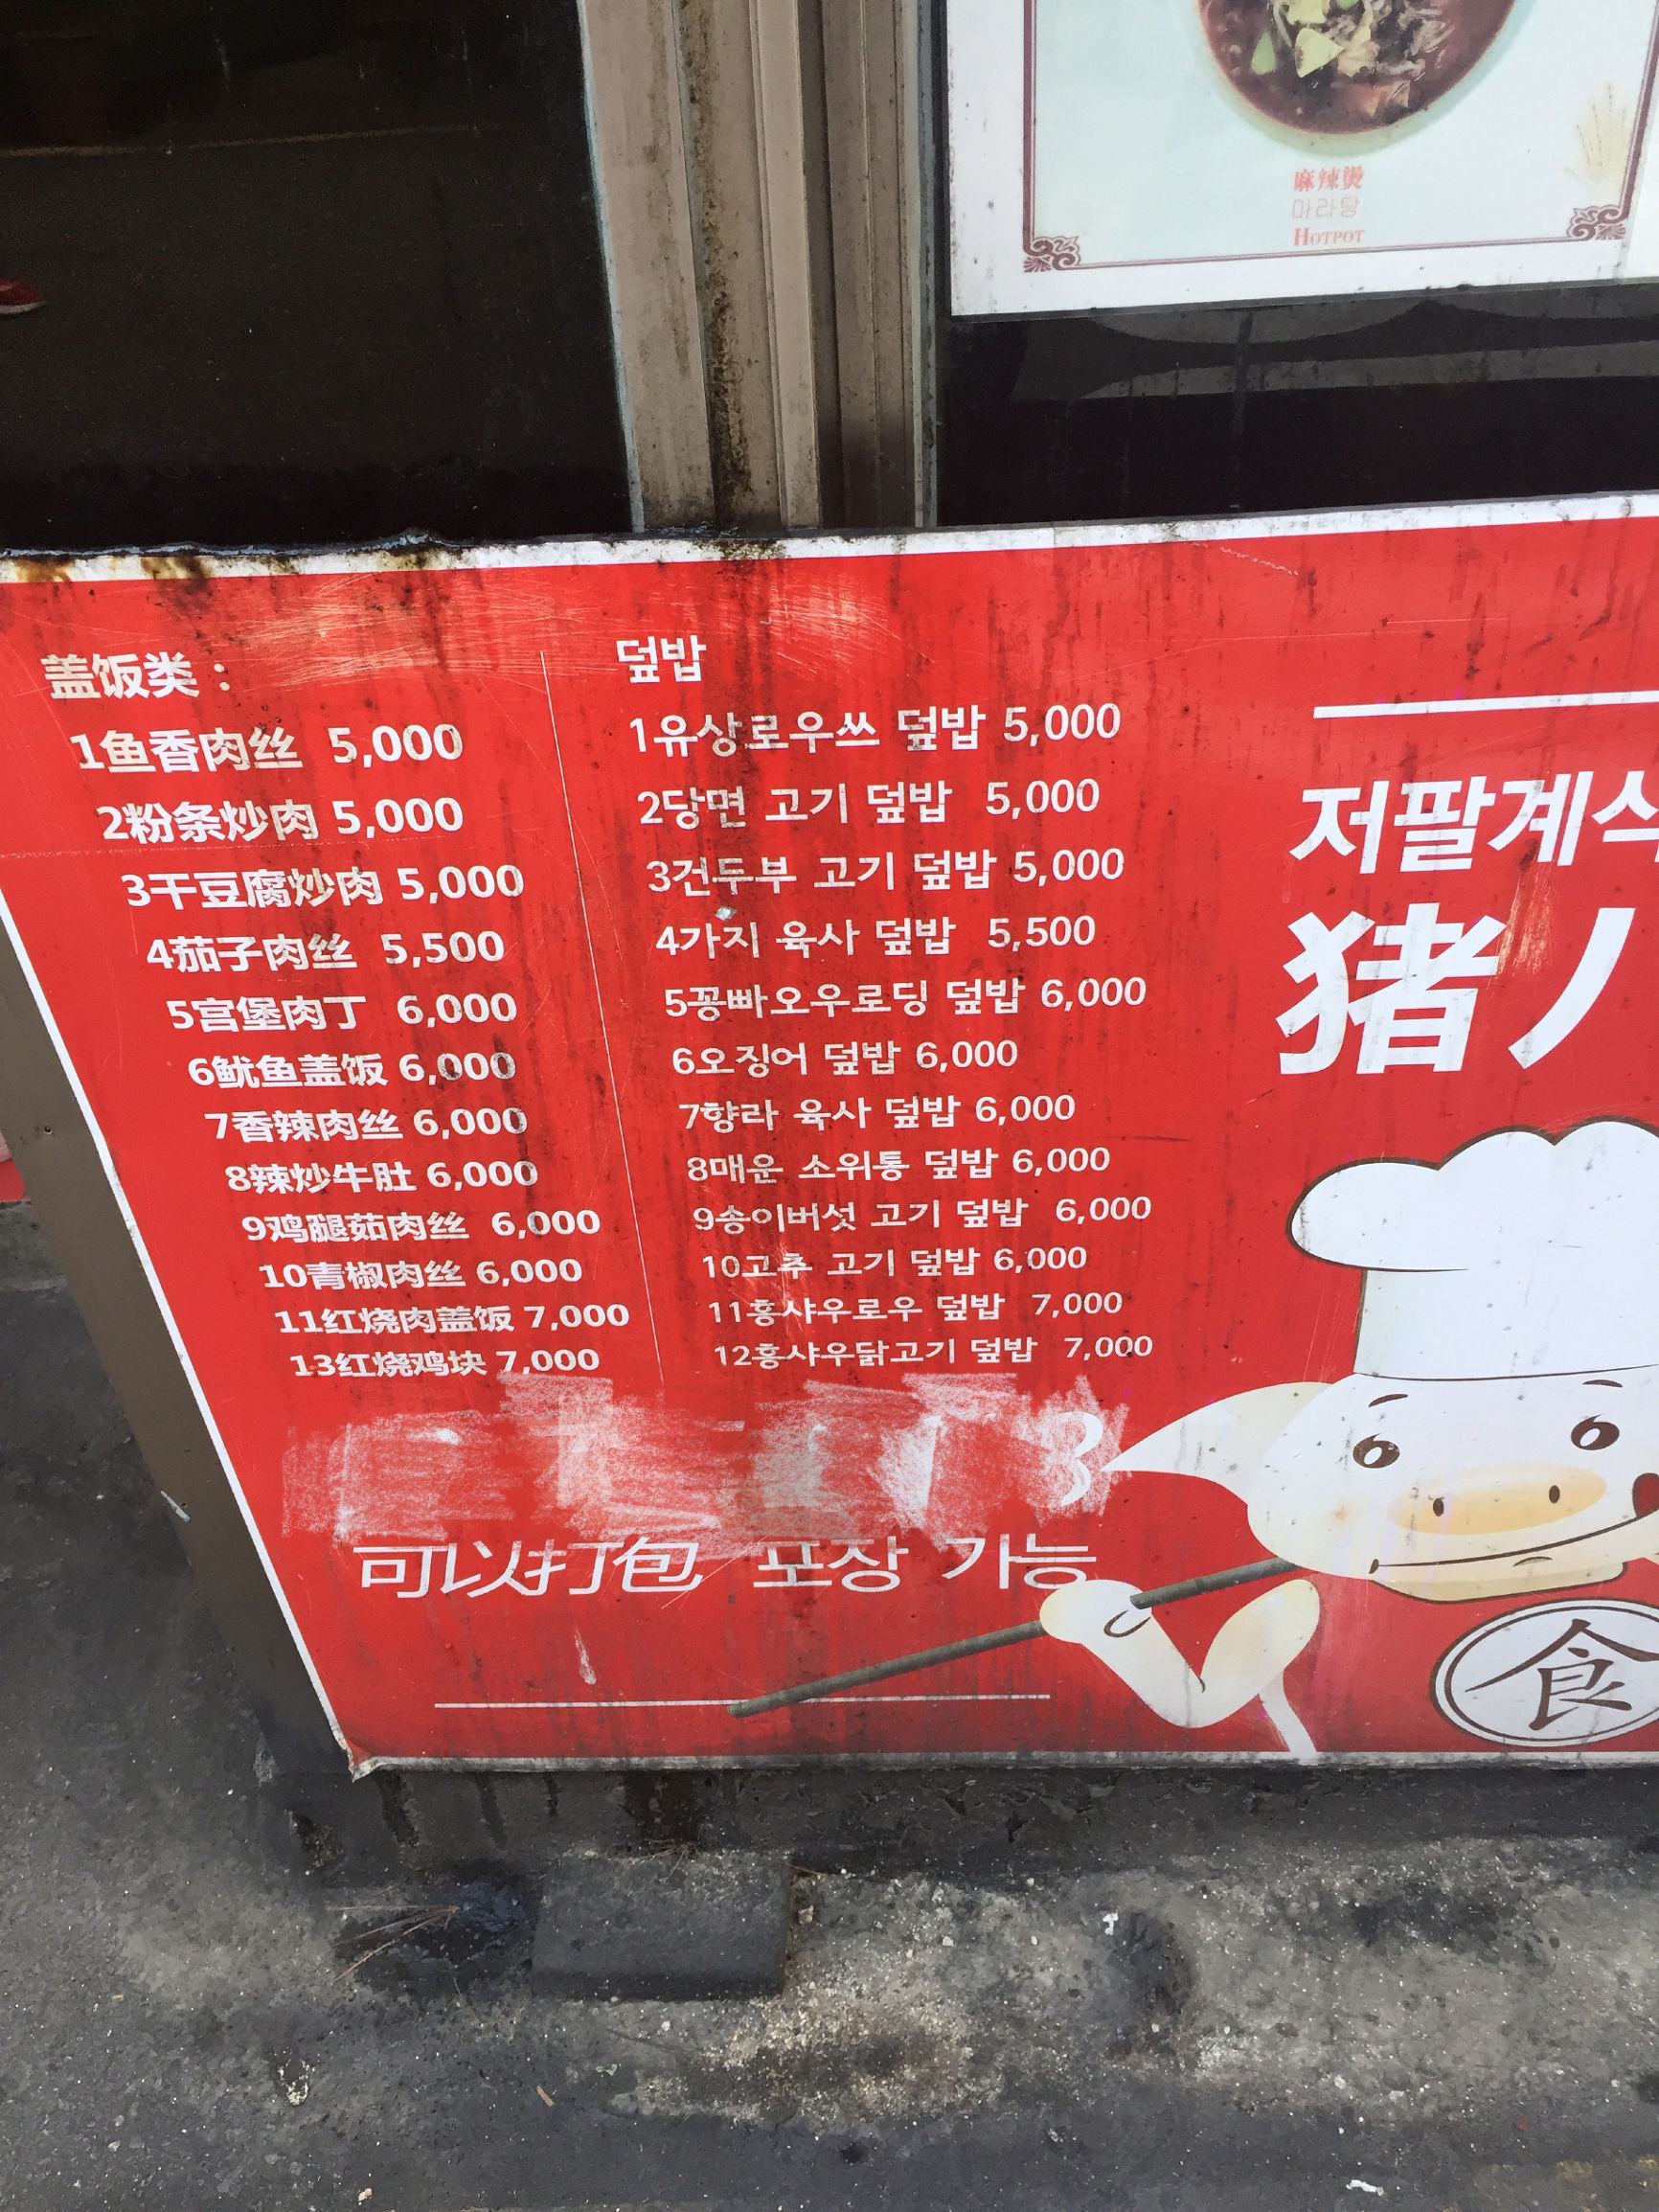 麻辣烫
마라탕
HOTPOT
盖饭类：
1鱼香肉丝 5,000
2粉条炒肉 5,000
3干豆腐炒肉 5,000
4茄子肉丝 5,500
5宫堡肉丁 6,000
6鱿鱼盖饭 6,000
7香辣肉丝 6,000
8辣炒牛肚 6,000
9鸡腿茹肉丝 6,000
10青椒肉丝 6,000
11红烧肉盖饭 7,000
13红烧鸡块 7,000
덮밥
1유상로우쓰 덮밥 5,000
2당면 고기 덮밥 5,000
3건두부 고기 덮밥 5,000
4가지 육사 덮밥 5,500
5꽁빠오우로딩 덮밥 6,000
6오징어 덮밥 6,000
7향라 육사 덮밥 6,000
8매운 소위통 덮밥 6,000
9송이버섯 고기 덮밥 6,000
10고추 고기 덮밥 6,000
11홍샤우로우 덮밥 7,000
12홍샤우닭고기 덮밥 7,000
可以打包 포장 가능
저팔계식
猪八
食